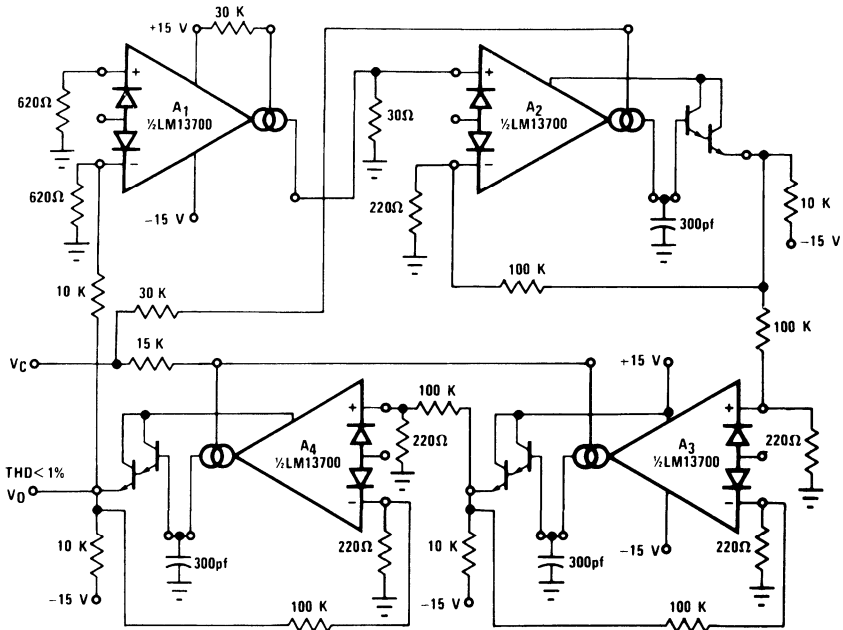 30 K
+15 V
620Ω
+
A1
½LM13700
−
620Ω
−15 V
10 K
+
A2
½LM13700
−
30Ω
220Ω
300pf
10 K
−15 V
100 K
30 K
100 K
VC
15 K
+15 V
100 K
+
A4
½LM13700
−
220Ω
+
A3
½LM13700
−
220Ω
THD<1%
VO
10 K
−15 V
300pf
220Ω
10 K
−15 V
300pf
−15 V
220Ω
100 K
100 K